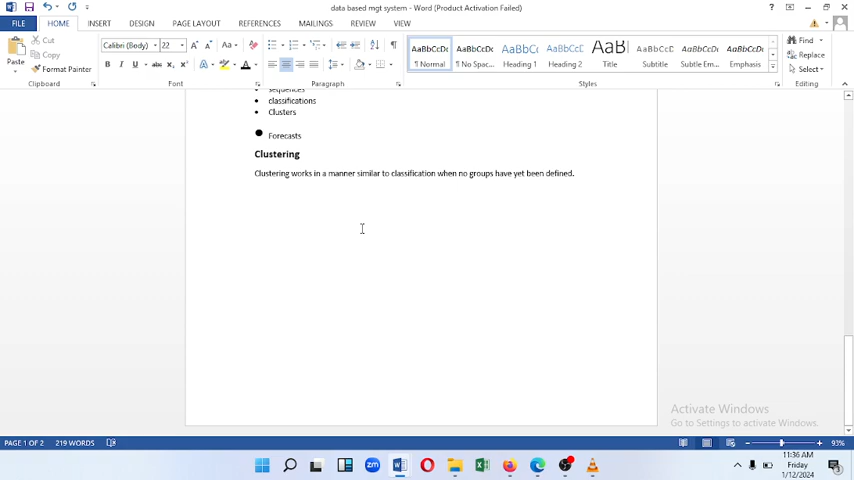 data based mgt system - Word (Product Activation Failed)
FILE HOME INSERT DESIGN PAGE LAYOUT REFERENCES MAILINGS REVIEW VIEW
Paste
Cut
Copy
Format Painter
Clipboard
Calibri (Body) 22
Font
Paragraph
AaBbCcDc AaBbCcDc AaBbCc AaBbCcC AaB AaBbCcD AaBbCcDc AaBbCcDc
¶ Normal ¶ No Spac... Heading 1 Heading 2 Title Subtitle Subtle Em... Emphasis
Styles
Find
Replace
Select
Editing
sequences
• classifications
• Clusters
● Forecasts
Clustering
Clustering works in a manner similar to classification when no groups have yet been defined.
Activate Windows
Go to Settings to activate Windows.
PAGE 1 OF 2 219 WORDS 93%
11:36 AM
Friday
1/12/2024